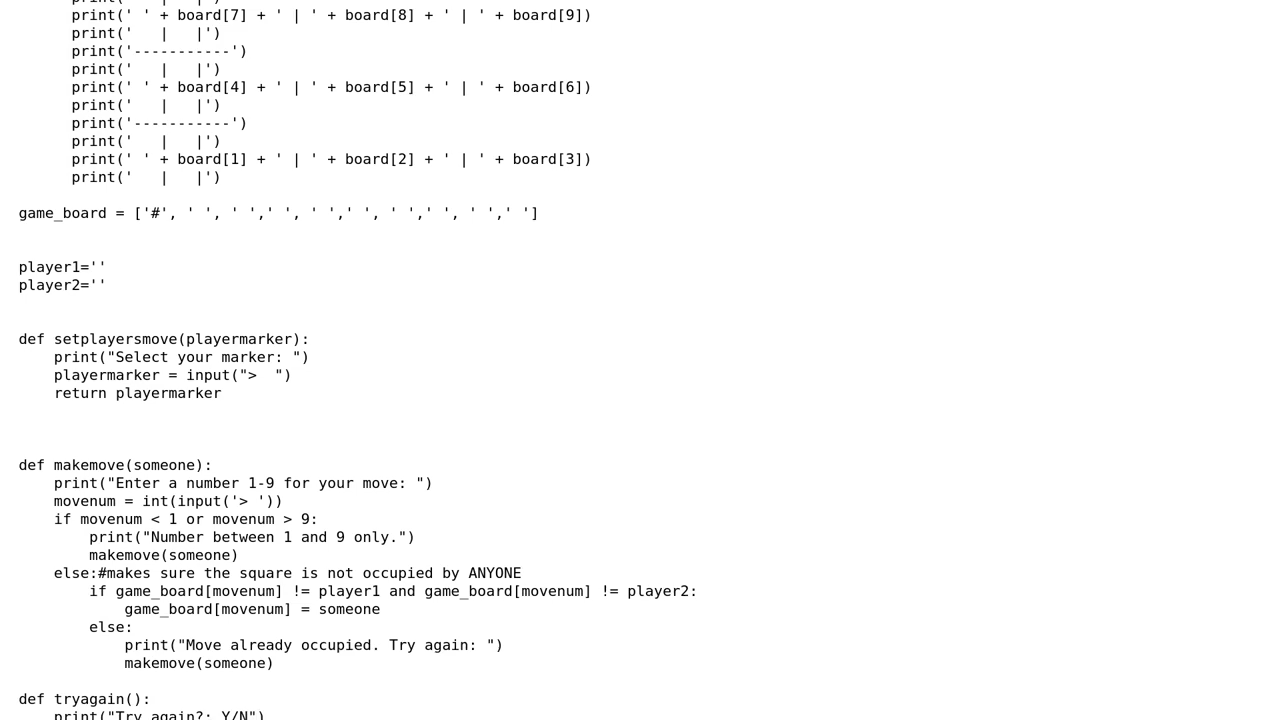 print('   |   |')
print(' ' + board[7] + ' | ' + board[8] + ' | ' + board[9])
print('   |   |')
print('-----------')
print('   |   |')
print(' ' + board[4] + ' | ' + board[5] + ' | ' + board[6])
print('   |   |')
print('-----------')
print('   |   |')
print(' ' + board[1] + ' | ' + board[2] + ' | ' + board[3])
print('   |   |')
game_board = ['#', ' ', ' ',' ', ' ',' ', ' ',' ', ' ',' ']
player1=''
player2=''
def setplayersmove(playermarker):
    print("Select your marker: ")
    playermarker = input(">  ")
    return playermarker
def makemove(someone):
    print("Enter a number 1-9 for your move: ")
    movenum = int(input('> '))
    if movenum < 1 or movenum > 9:
        print("Number between 1 and 9 only.")
        makemove(someone)
    else:#makes sure the square is not occupied by ANYONE
        if game_board[movenum] != player1 and game_board[movenum] != player2:
            game_board[movenum] = someone
        else:
            print("Move already occupied. Try again: ")
            makemove(someone)
def tryagain():
    print("Try again?: Y/N")